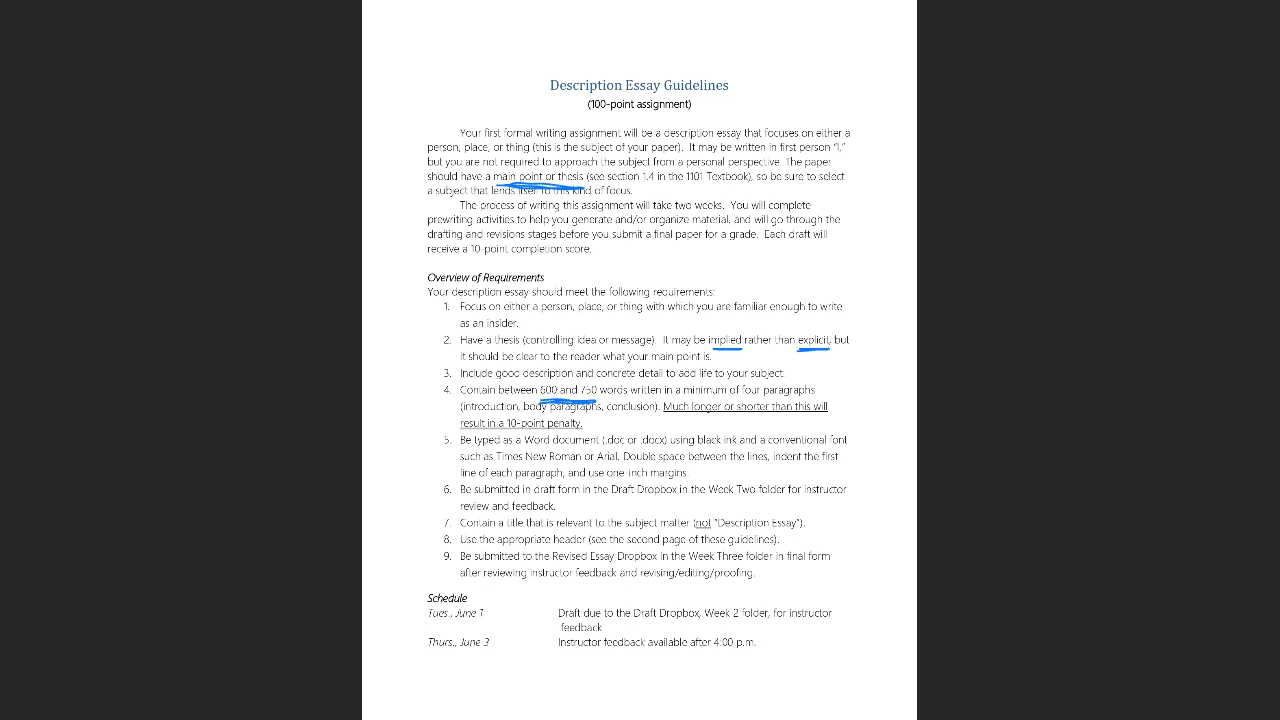 Description Essay Guidelines
(100-point assignment)
Your first formal writing assignment will be a description essay that focuses on either a
person, place, or thing (this is the subject of your paper).  It may be written in first person "I,"
but you are not required to approach the subject from a personal perspective. The paper
should have a main point or thesis (see section 1.4 in the 1101 Textbook), so be sure to select
a subject that lends itself to this kind of focus.
The process of writing this assignment will take two weeks.  You will complete
prewriting activities to help you generate and/or organize material, and will go through the
drafting and revisions stages before you submit a final paper for a grade.  Each draft will
receive a 10-point completion score.
Overview of Requirements
Your description essay should meet the following requirements:
1. Focus on either a person, place, or thing with which you are familiar enough to write
as an insider.
2. Have a thesis (controlling idea or message).  It may be implied rather than explicit, but
it should be clear to the reader what your main point is.
3. Include good description and concrete detail to add life to your subject.
4. Contain between 600 and 750 words written in a minimum of four paragraphs
(introduction, body paragraphs, conclusion). Much longer or shorter than this will
result in a 10-point penalty.
5. Be typed as a Word document (.doc or .docx) using black ink and a conventional font
such as Times New Roman or Arial. Double space between the lines, indent the first
line of each paragraph, and use one-inch margins.
6. Be submitted in draft form in the Draft Dropbox in the Week Two folder for instructor
review and feedback.
7. Contain a title that is relevant to the subject matter (not "Description Essay").
8. Use the appropriate header (see the second page of these guidelines).
9. Be submitted to the Revised Essay Dropbox in the Week Three folder in final form
after reviewing instructor feedback and revising/editing/proofing.
Schedule
Tues., June 1 Draft due to the Draft Dropbox, Week 2 folder, for instructor
feedback
Thurs., June 3 Instructor feedback available after 4:00 p.m.